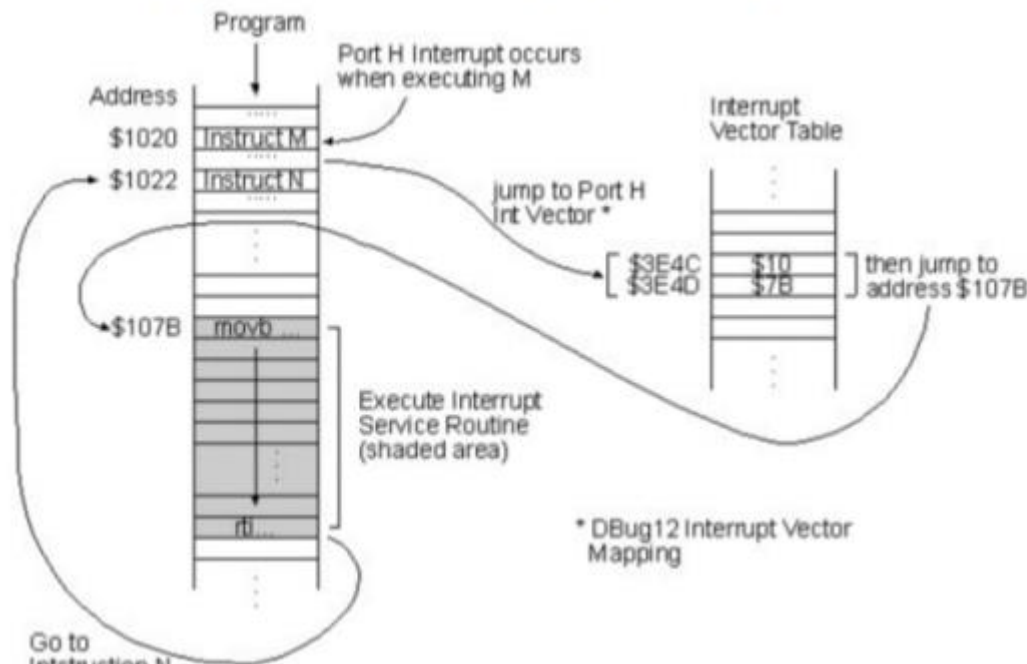 Program
Port H Interrupt occurs
when executing M
Address
Interrupt
Vector Table
$1020 Instruct M
$1022 Instruct N
jump to Port H
Int Vector *
$3E4C $10
$3E4D $7B
then jump to
address $107B
$107B movb ...
Execute Interrupt
Service Routine
(shaded area)
rti...
* DBug12 Interrupt Vector
Mapping
Go to
Intstruction N